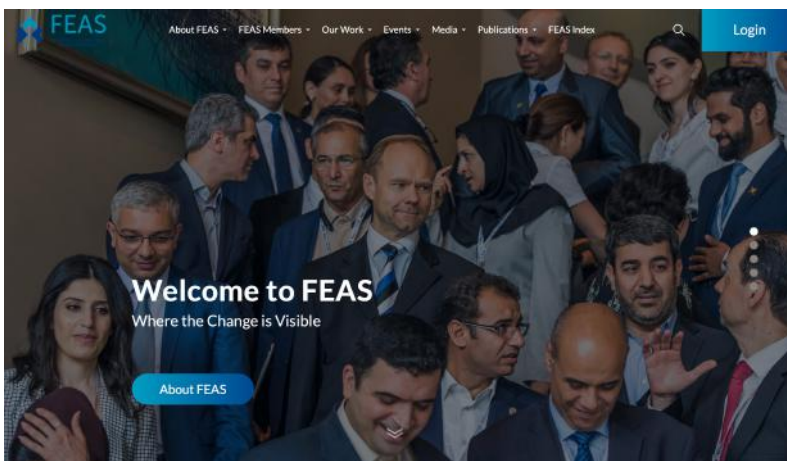 FEAS
About FEAS FEAS Members Our Work Events Media Publications FEAS Index Login
Welcome to FEAS
Where the Change is Visible
About FEAS